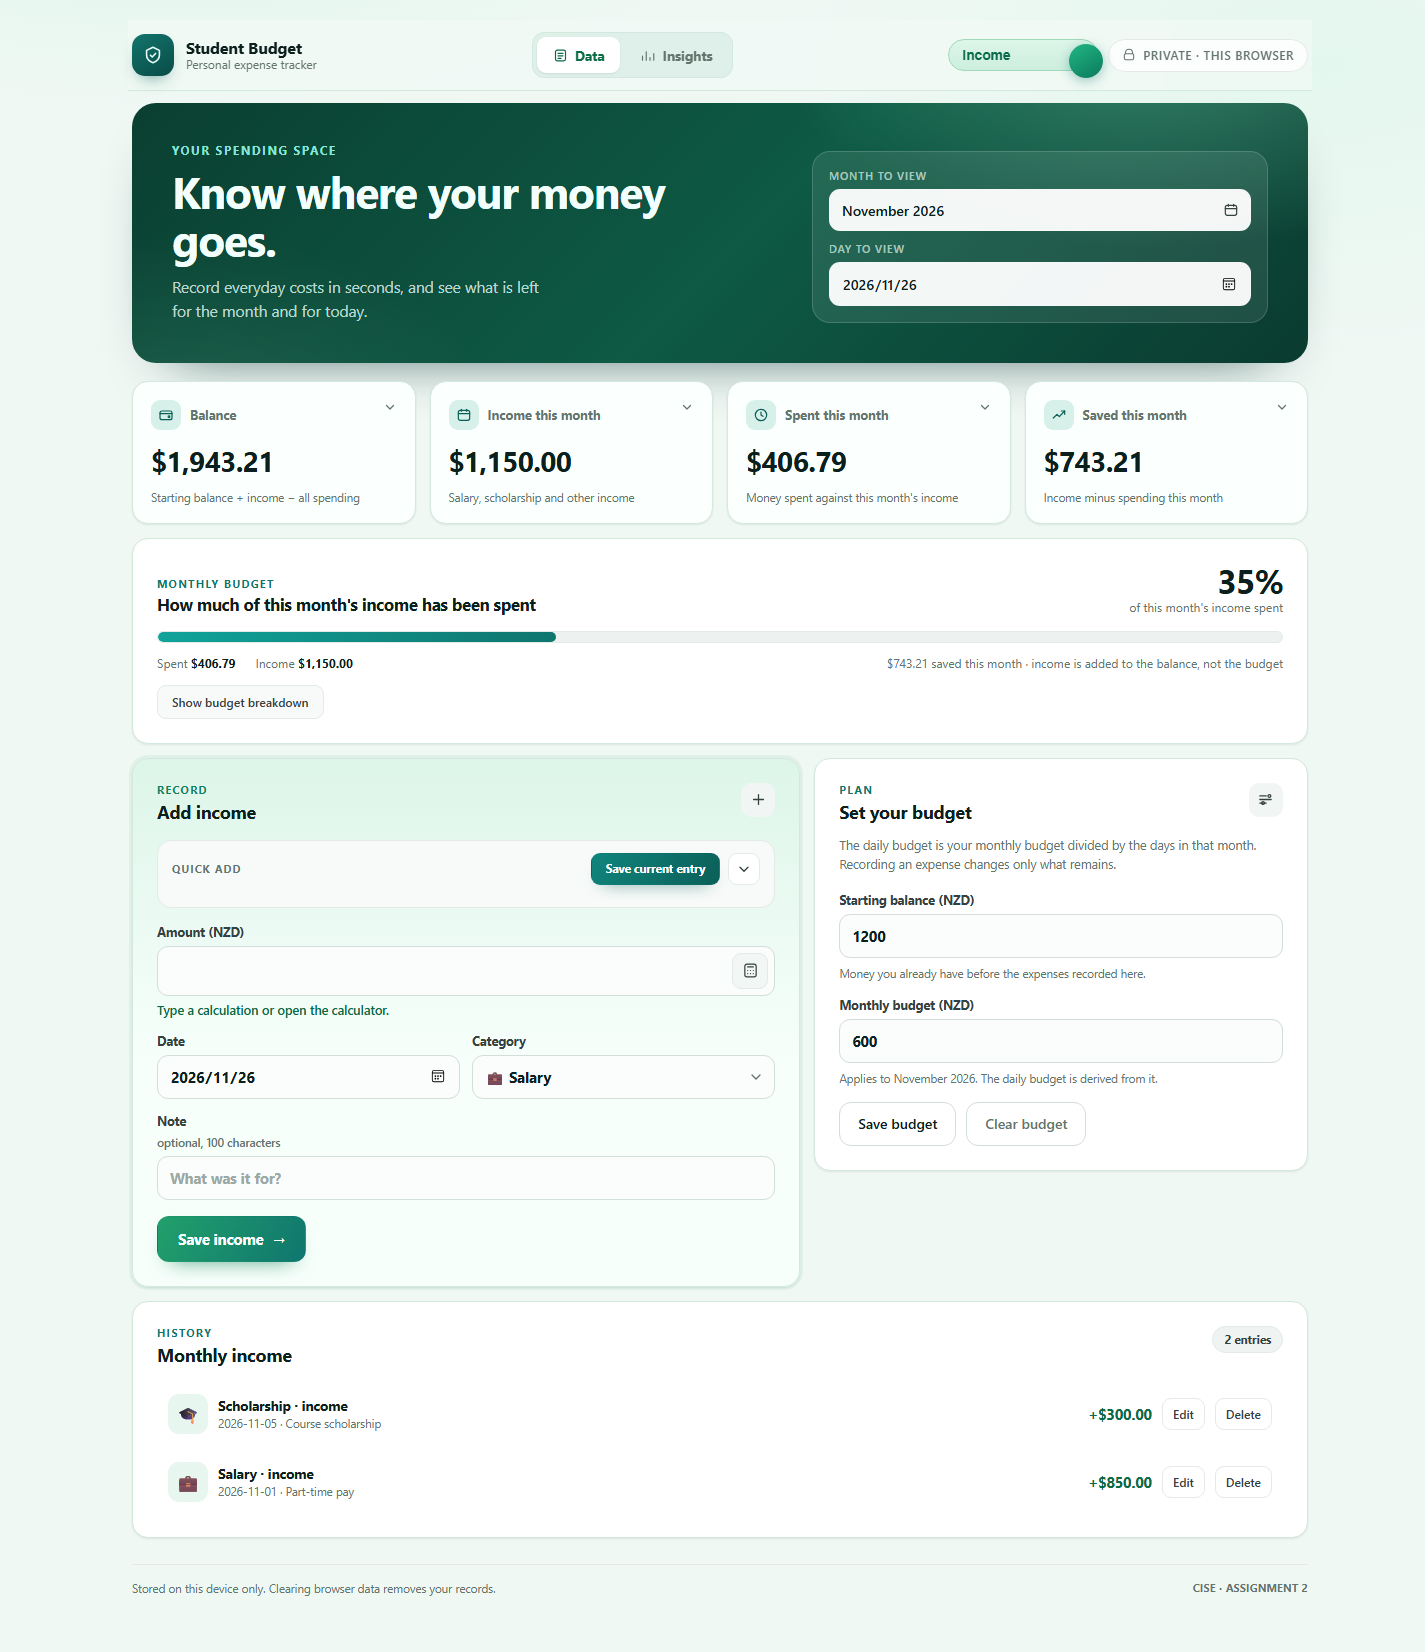 Student Budget
Personal expense tracker
Data
Insights
Income
PRIVATE · THIS BROWSER
YOUR SPENDING SPACE
Know where your money
goes.
Record everyday costs in seconds, and see what is left
for the month and for today.
MONTH TO VIEW
November 2026
DAY TO VIEW
2026/11/26
Balance
$1,943.21
Starting balance + income − all spending
Income this month
$1,150.00
Salary, scholarship and other income
Spent this month
$406.79
Money spent against this month's income
Saved this month
$743.21
Income minus spending this month
MONTHLY BUDGET
How much of this month's income has been spent
35%
of this month's income spent
Spent $406.79 Income $1,150.00
$743.21 saved this month · income is added to the balance, not the budget
Show budget breakdown
RECORD
Add income
QUICK ADD
Save current entry
Amount (NZD)
Type a calculation or open the calculator.
Date
2026/11/26
Category
Salary
Note
optional, 100 characters
What was it for?
Save income →
PLAN
Set your budget
The daily budget is your monthly budget divided by the days in that month.
Recording an expense changes only what remains.
Starting balance (NZD)
1200
Money you already have before the expenses recorded here.
Monthly budget (NZD)
600
Applies to November 2026. The daily budget is derived from it.
Save budget
Clear budget
HISTORY
Monthly income
2 entries
Scholarship · income
2026-11-05 · Course scholarship
+$300.00
Edit
Delete
Salary · income
2026-11-01 · Part-time pay
+$850.00
Edit
Delete
Stored on this device only. Clearing browser data removes your records.
CISE · ASSIGNMENT 2